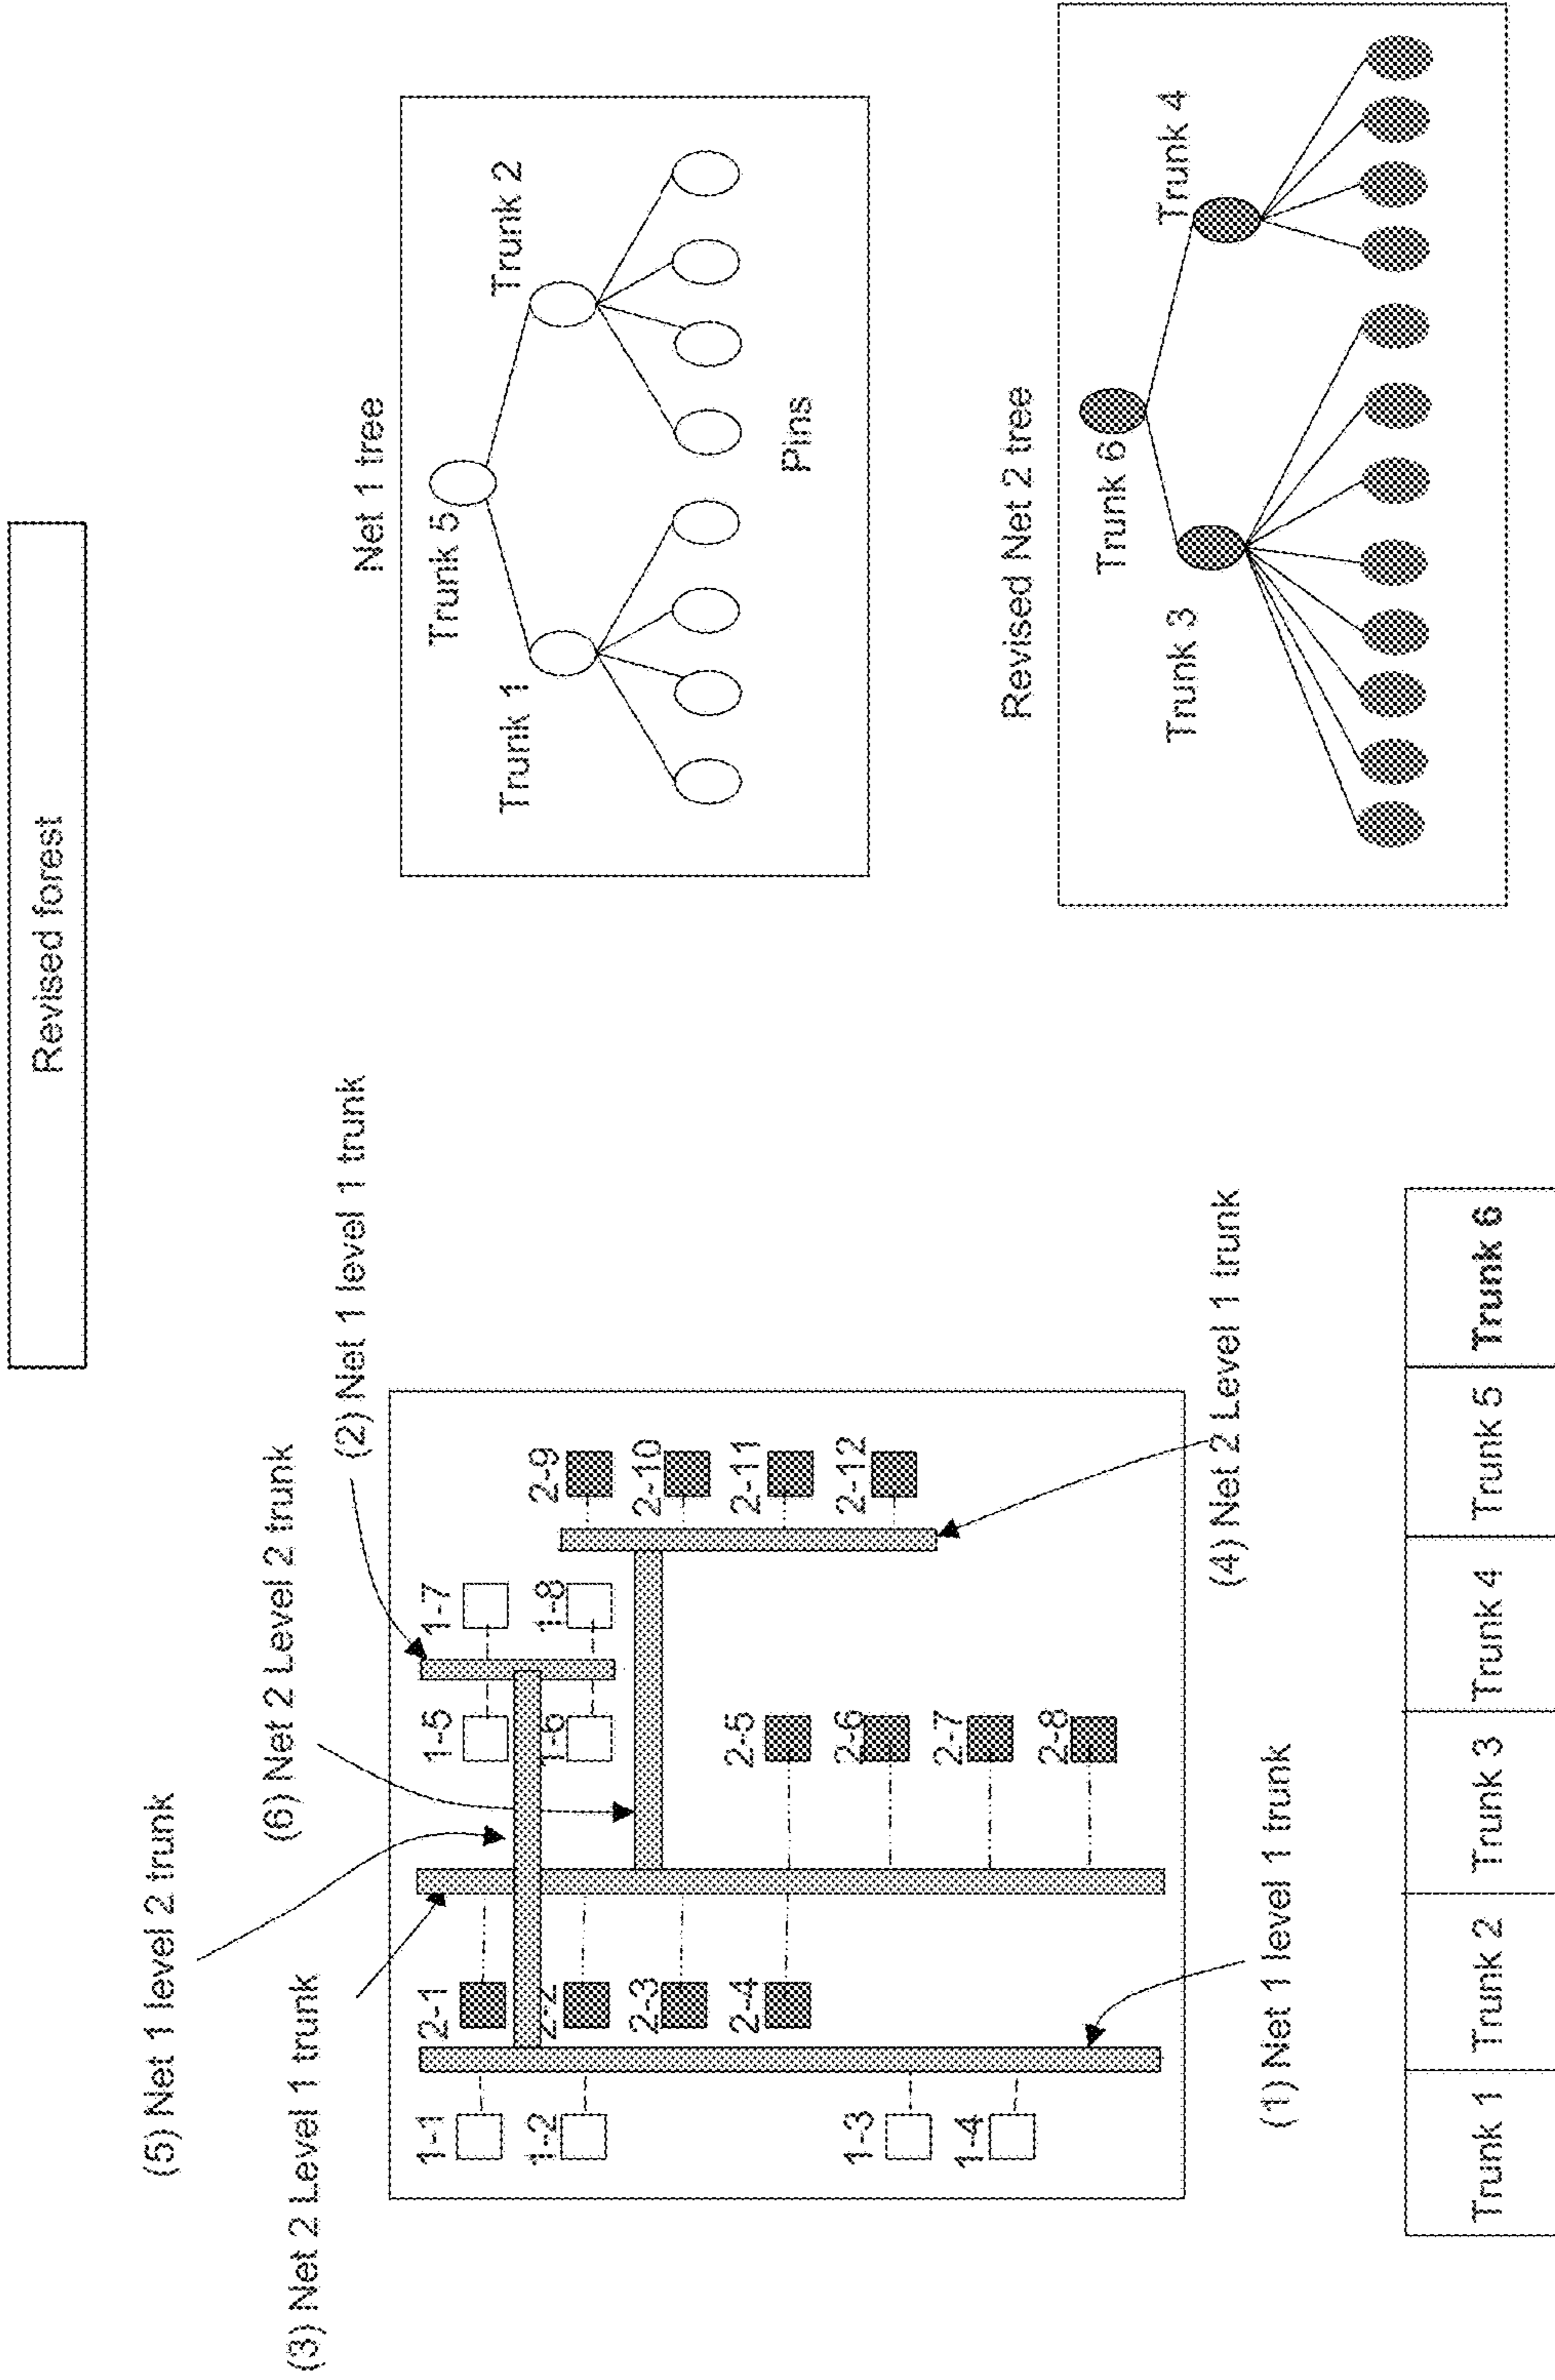 Revised forest
(5) Net 1 level 2 trunk
(3) Net 2 Level 1 trunk
(6) Net 2 Level 2 trunk
(2) Net 1 level 1 trunk
1-1
2-1
1-5
1-7
1-2
2-2
1-6
1-8
2-9
2-3
2-10
2-4
2-5
2-11
1-3
2-6
2-12
1-4
2-7
2-8
(1) Net 1 level 1 trunk
(4) Net 2 Level 1 trunk
Trunk 1
Trunk 2
Trunk 3
Trunk 4
Trunk 5
Trunk 6
Net 1 tree
Trunk 5
Trunk 1
Trunk 2
Pins
Revised Net 2 tree
Trunk 6
Trunk 3
Trunk 4